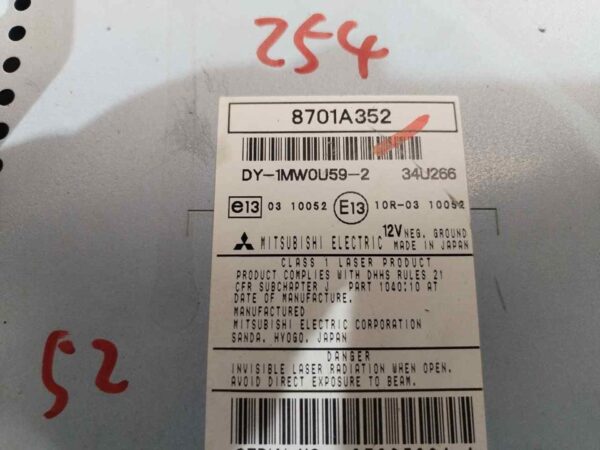 254
8701A352
DY-1MW0U59-2 34U266
e13 03 10052 E13 10R-03 10052
MITSUBISHI ELECTRIC 12V NEG. GROUND
MADE IN JAPAN
CLASS 1 LASER PRODUCT
PRODUCT COMPLIES WITH DHHS RULES 21
CFR SUBCHAPTER J PART 1040:10 AT
DATE OF MANUFACTURE.
MANUFACTURED
MITSUBISHI ELECTRIC CORPORATION
SANDA, HYOGO, JAPAN
52
DANGER
INVISIBLE LASER RADIATION WHEN OPEN.
AVOID DIRECT EXPOSURE TO BEAM.